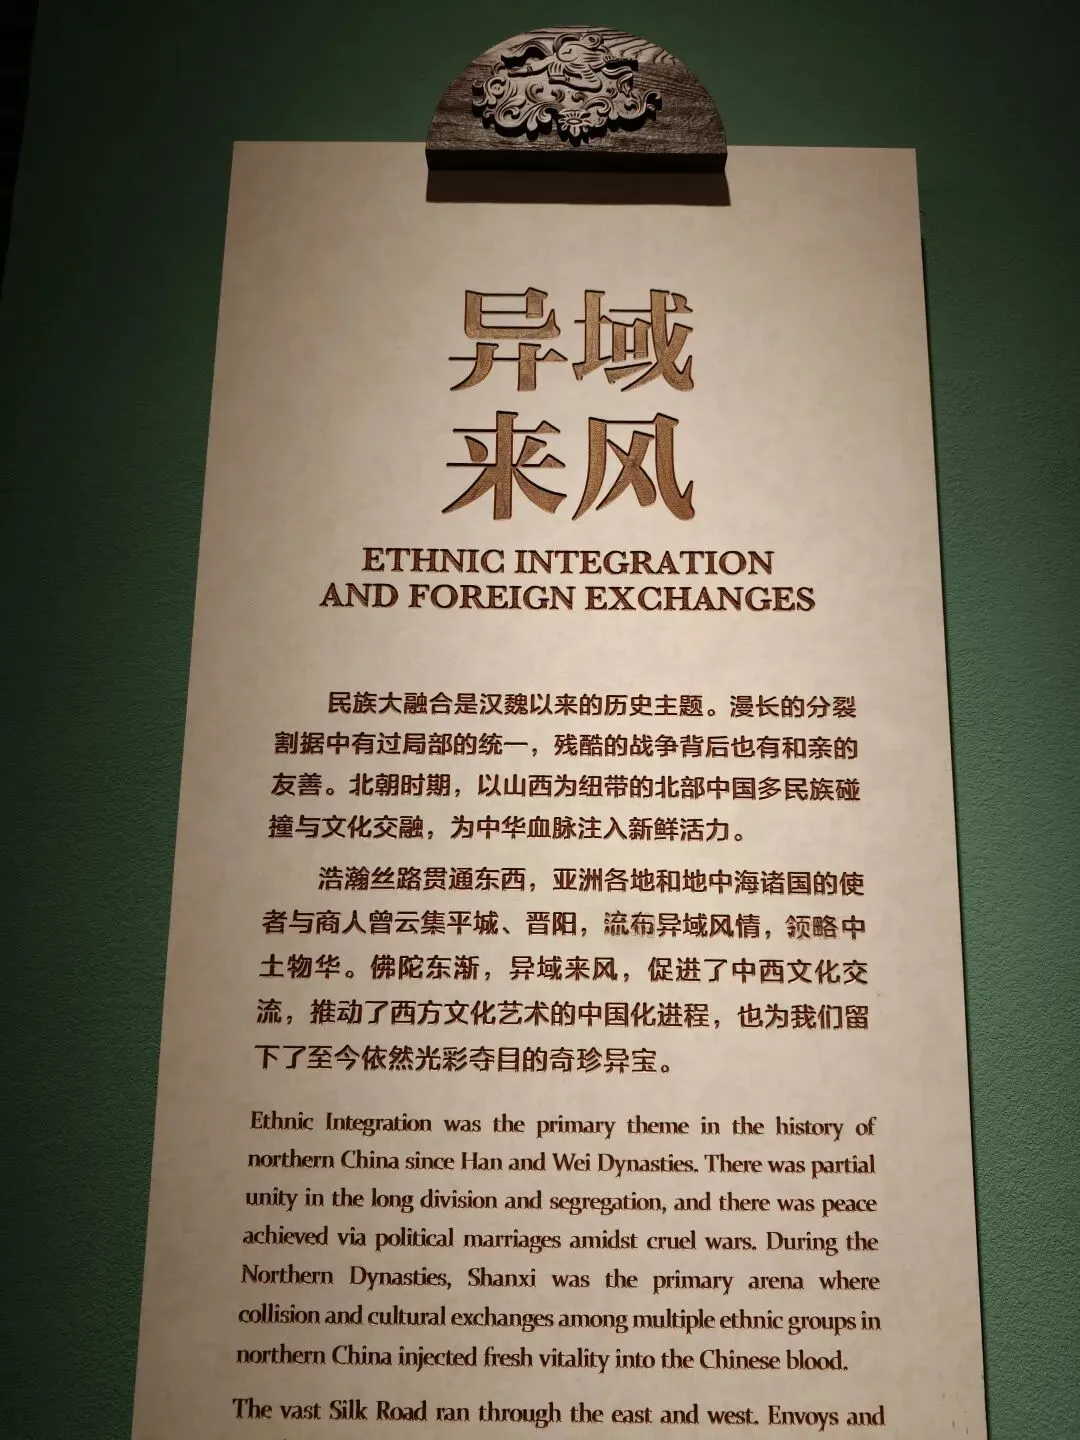 异域
来风
ETHNIC INTEGRATION
AND FOREIGN EXCHANGES
民族大融合是汉魏以来的历史主题。漫长的分裂
割据中有过局部的统一，残酷的战争背后也有和亲的
友善。北朝时期，以山西为纽带的北部中国多民族碰
撞与文化交融，为中华血脉注入新鲜活力。
浩瀚丝路贯通东西，亚洲各地和地中海诸国的使
者与商人曾云集平城、晋阳，流布异域风情，领略中
土物华。佛陀东渐，异域来风，促进了中西文化交
流，推动了西方文化艺术的中国化进程，也为我们留
下了至今依然光彩夺目的奇珍异宝。
Ethnic Integration was the primary theme in the history of
northern China since Han and Wei Dynasties. There was partial
unity in the long division and segregation, and there was peace
achieved via political marriages amidst cruel wars. During the
Northern Dynasties, Shanxi was the primary arena where
collision and cultural exchanges among multiple ethnic groups in
northern China injected fresh vitality into the Chinese blood.
The vast Silk Road ran through the east and west. Envoys and